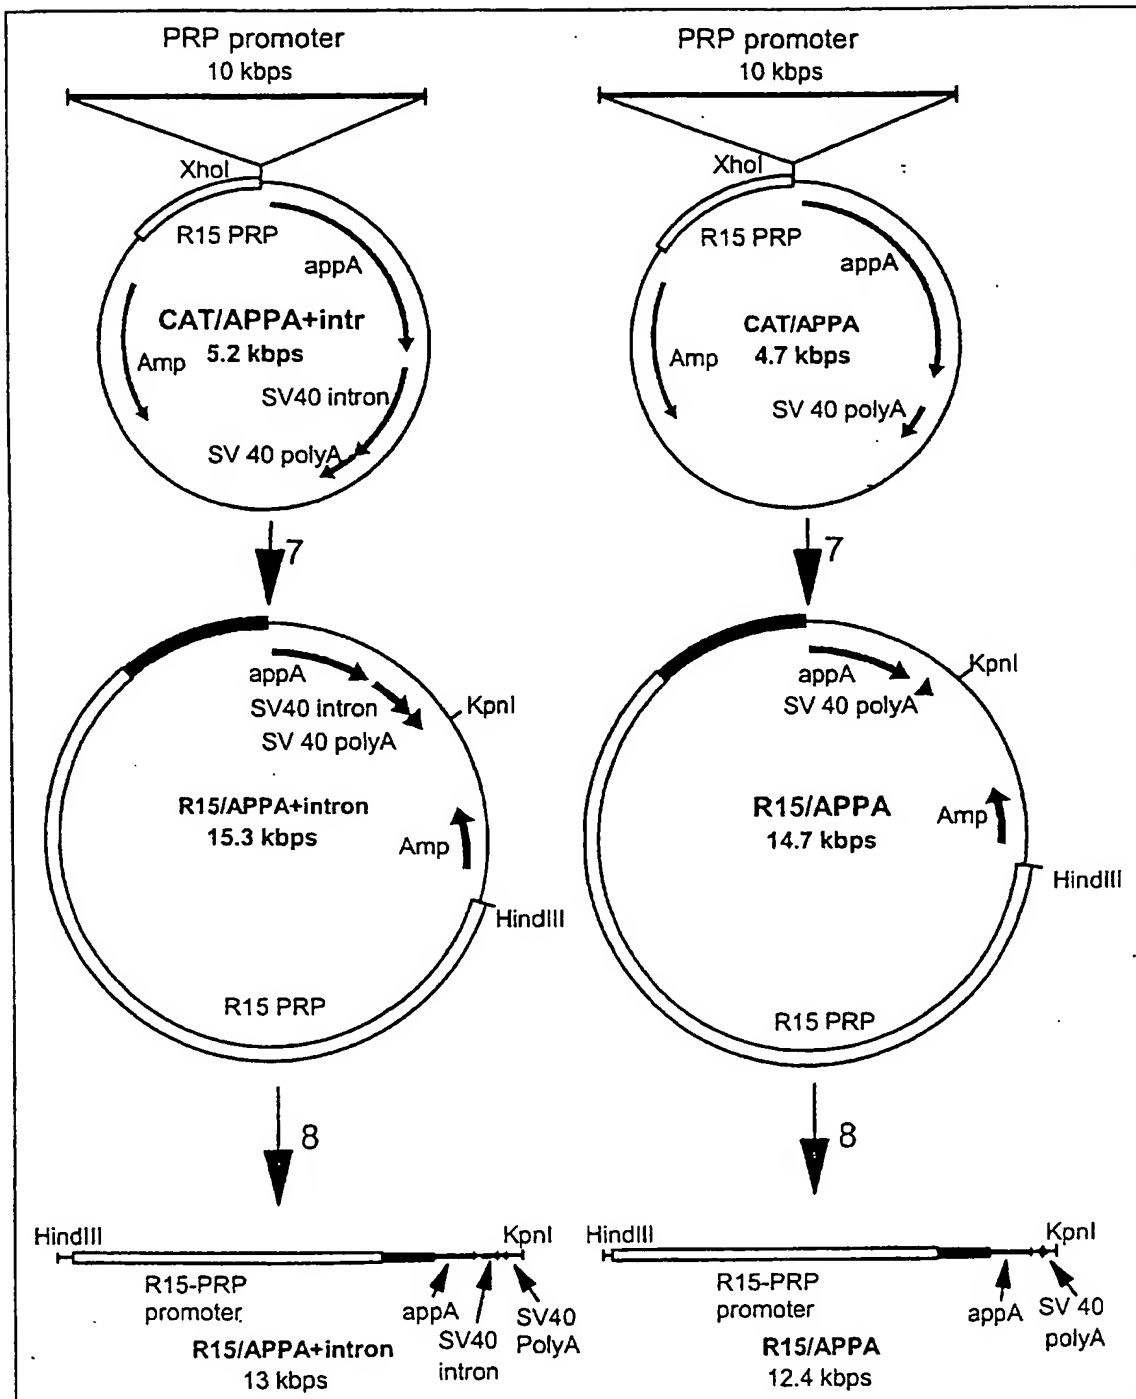 PRP promoter
10 kbps
XhoI
R15 PRP
appA
CAT/APPA+intr
5.2 kbps
Amp
SV40 intron
SV 40 polyA
7
appA
SV40 intron
SV 40 polyA
KpnI
R15/APPA+intron
15.3 kbps
Amp
HindIII
R15 PRP
8
HindIII
KpnI
R15-PRP
promoter
appA
SV40
intron
SV40
PolyA
R15/APPA+intron
13 kbps
PRP promoter
10 kbps
XhoI
R15 PRP
appA
CAT/APPA
4.7 kbps
Amp
SV 40 polyA
7
appA
SV 40 polyA
KpnI
R15/APPA
14.7 kbps
Amp
HindIII
R15 PRP
8
HindIII
KpnI
R15-PRP
promoter
appA
SV 40
polyA
R15/APPA
12.4 kbps